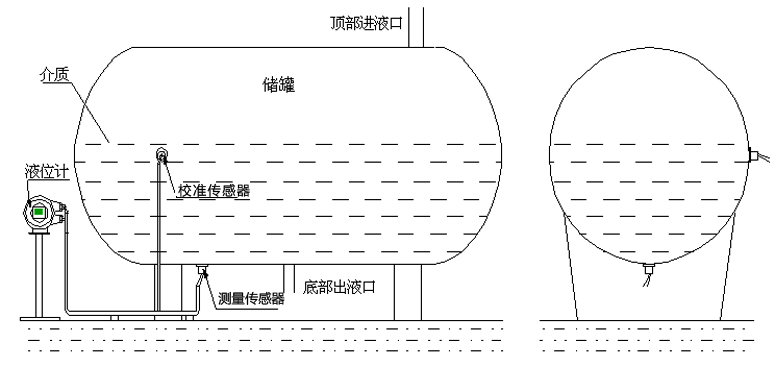 顶部进液口
介质
储罐
液位计
校准传感器
测量传感器
底部出液口